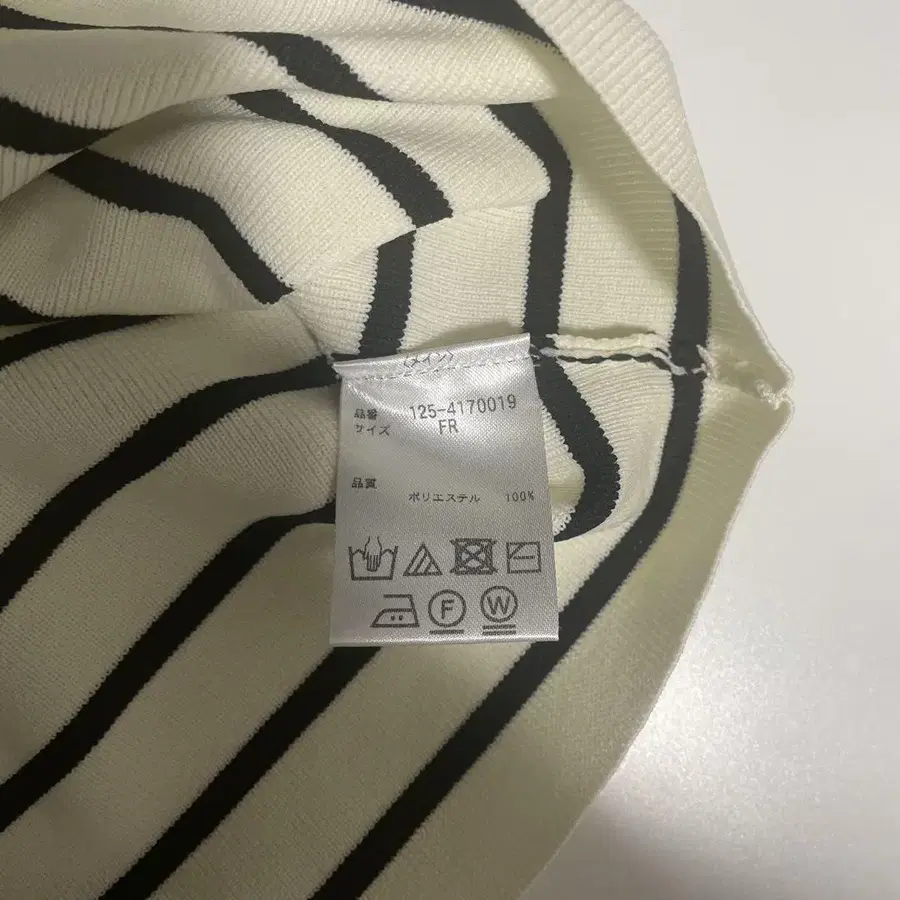 〈メイン〉
品番 125-4170019
サイズ FR
品質
ポリエステル 100%
F W